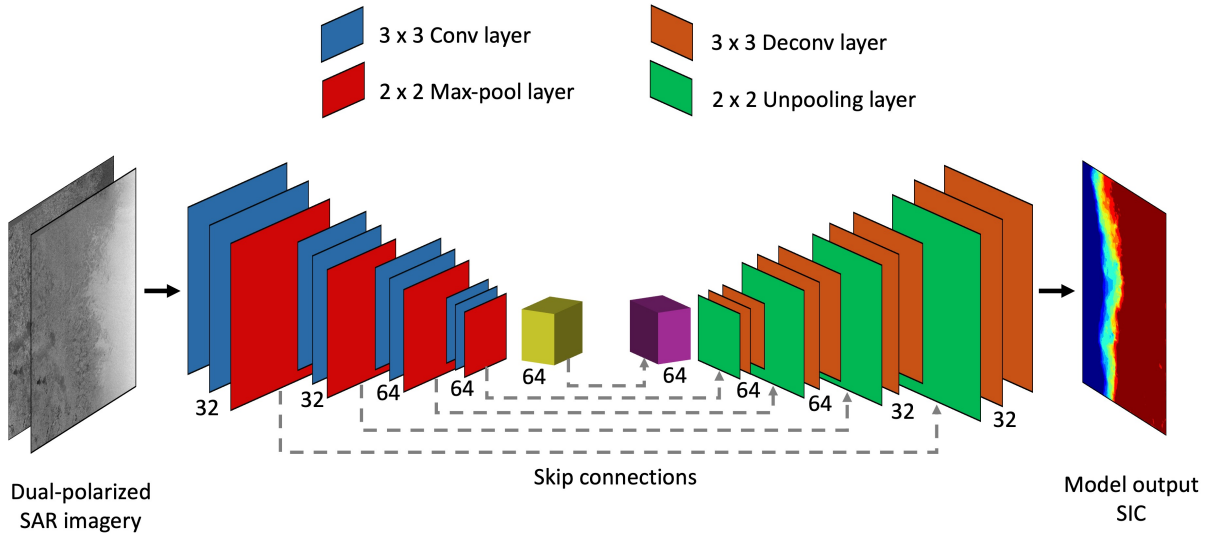 3 x 3 Conv layer
3 x 3 Deconv layer
2 x 2 Max-pool layer
2 x 2 Unpooling layer
32
32
64
64
64
64
64
64
32
32
Skip connections
Dual-polarized
SAR imagery
Model output
SIC